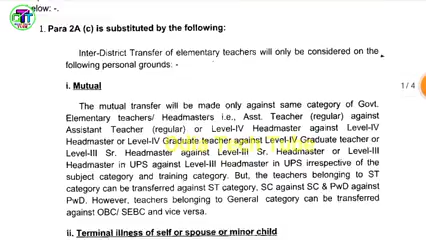 below: -.
1. Para 2A (c) is substituted by the following:
Inter-District Transfer of elementary teachers will only be considered on the
following personal grounds: -
i. Mutual
1/4
The mutual transfer will be made only against same category of Govt.
Elementary teachers/ Headmasters i.e., Asst. Teacher (regular) against
Assistant Teacher (regular) or Level-IV Headmaster against Level-IV
Headmaster or Level-IV Graduate teacher against Level-IV Graduate teacher or
Level-III Sr. Headmaster against Level-III Sr. Headmaster or Level-III
Headmaster in UPS against Level-III Headmaster in UPS irrespective of the
subject category and training category. But, the teachers belonging to ST
category can be transferred against ST category, SC against SC & PwD against
PwD. However, teachers belonging to General category can be transferred
against OBC/ SEBC and vice versa.
ii. Terminal illness of self or spouse or minor child